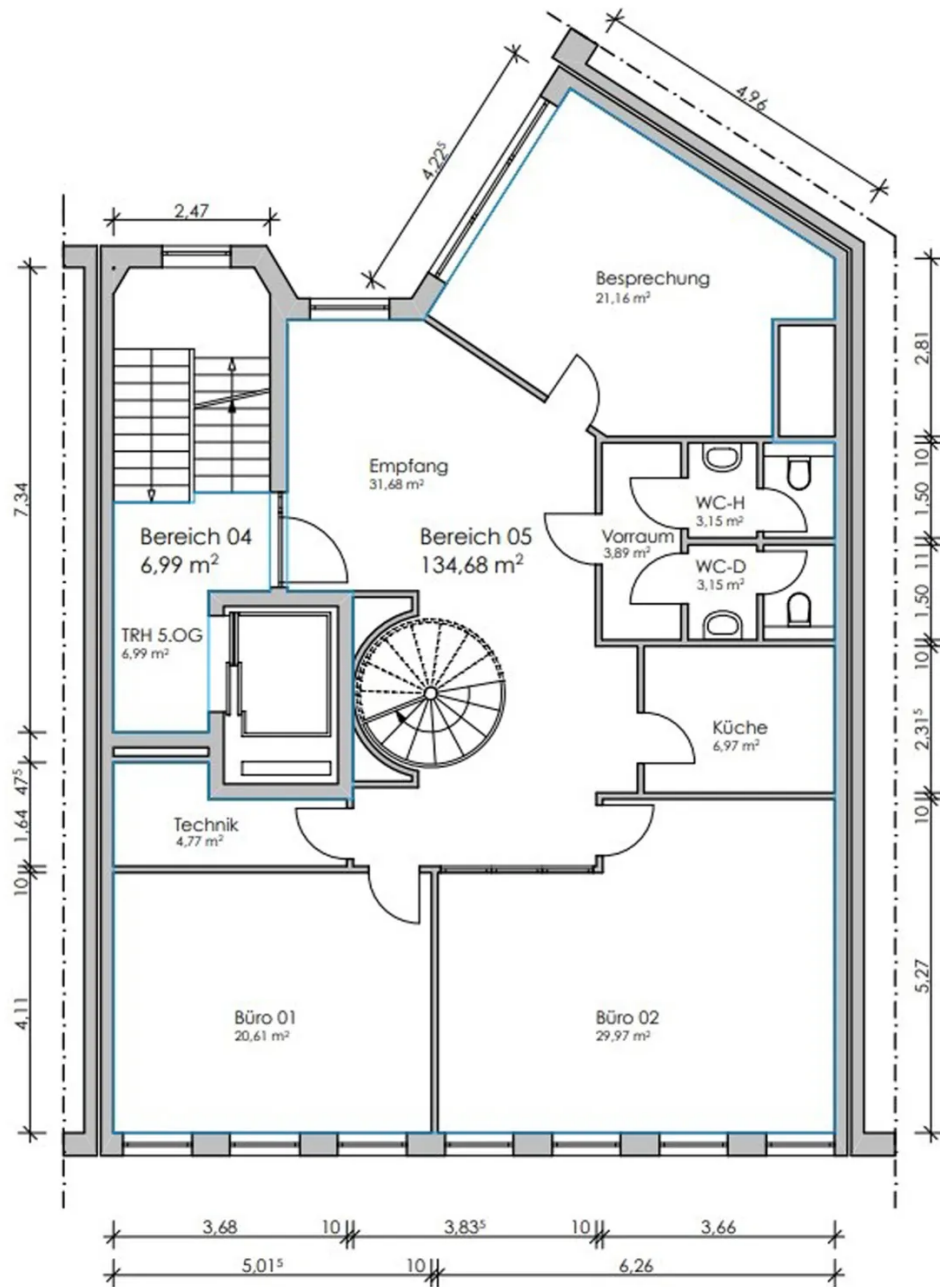 4,96
4,22⁵
2,47
Besprechung
21,16 m²
2,81
Empfang
31,68 m²
10
7,34
WC-H
3,15 m²
1,50
Bereich 04
6,99 m²
Bereich 05
134,68 m²
Vorraum
3,89 m²
11
WC-D
3,15 m²
1,50
TRH 5.OG
6,99 m²
10
Küche
6,97 m²
2,31⁵
47⁵
10
Technik
4,77 m²
1,64
10
Büro 01
20,61 m²
Büro 02
29,97 m²
4,11
5,27
3,68
10
3,83⁵
10
3,66
5,01⁵
10
6,26